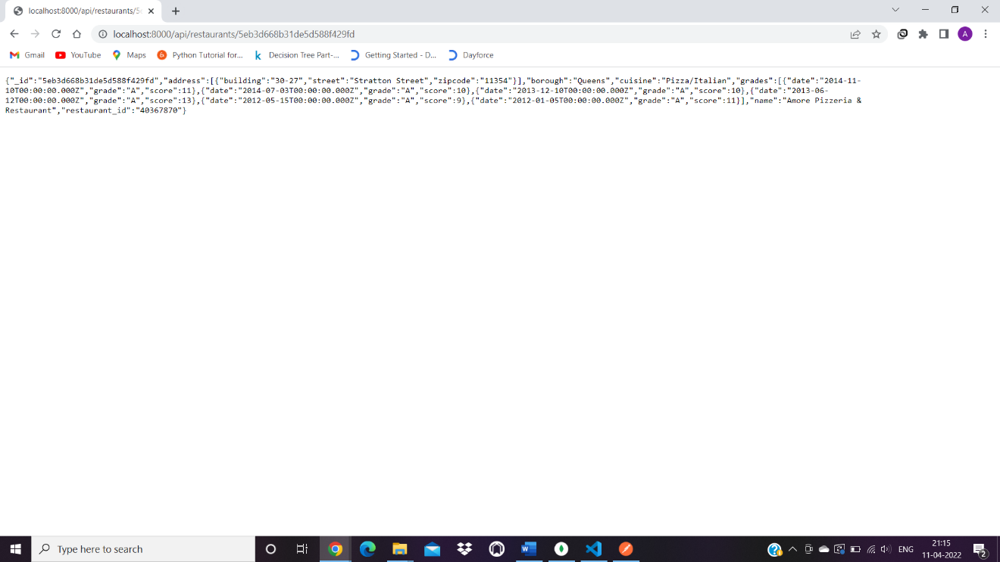 localhost:8000/api/restaurants/5e
localhost:8000/api/restaurants/5eb3d668b31de5d588f429fd
A
Gmail YouTube Maps Python Tutorial for... Decision Tree Part-... Getting Started - D... Dayforce
{"_id":"5eb3d668b31de5d588f429fd","address":[{"building":"30-27","street":"Stratton Street","zipcode":"11354"}],"borough":"Queens","cuisine":"Pizza/Italian","grades":[{"date":"2014-11-
10T00:00:00.000Z","grade":"A","score":11},{"date":"2014-07-03T00:00:00.000Z","grade":"A","score":10},{"date":"2013-12-10T00:00:00.000Z","grade":"A","score":10},{"date":"2013-06-
12T00:00:00.000Z","grade":"A","score":13},{"date":"2012-05-15T00:00:00.000Z","grade":"A","score":9},{"date":"2012-01-05T00:00:00.000Z","grade":"A","score":11}],"name":"Amore Pizzeria &
Restaurant","restaurant_id":"40367870"}
Type here to search
ENG
21:15
11-04-2022
2